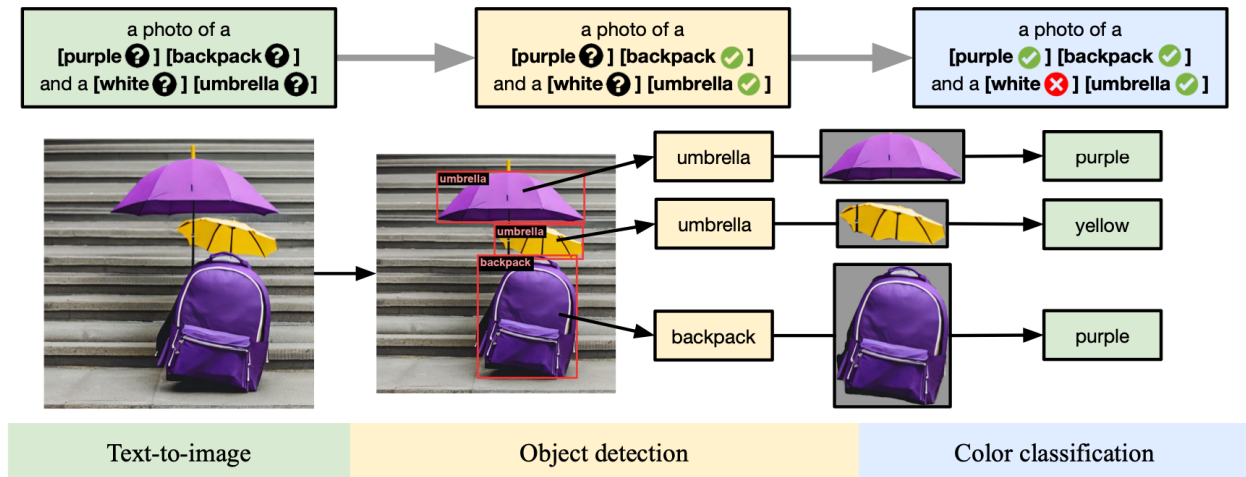 a photo of a
[purple ? ] [backpack ? ]
and a [white ? ] [umbrella ? ]
a photo of a
[purple ? ] [backpack ✓ ]
and a [white ? ] [umbrella ✓ ]
a photo of a
[purple ✓ ] [backpack ✓ ]
and a [white ✗ ] [umbrella ✓ ]
umbrella
umbrella
backpack
umbrella
purple
umbrella
yellow
backpack
purple
Text-to-image
Object detection
Color classification